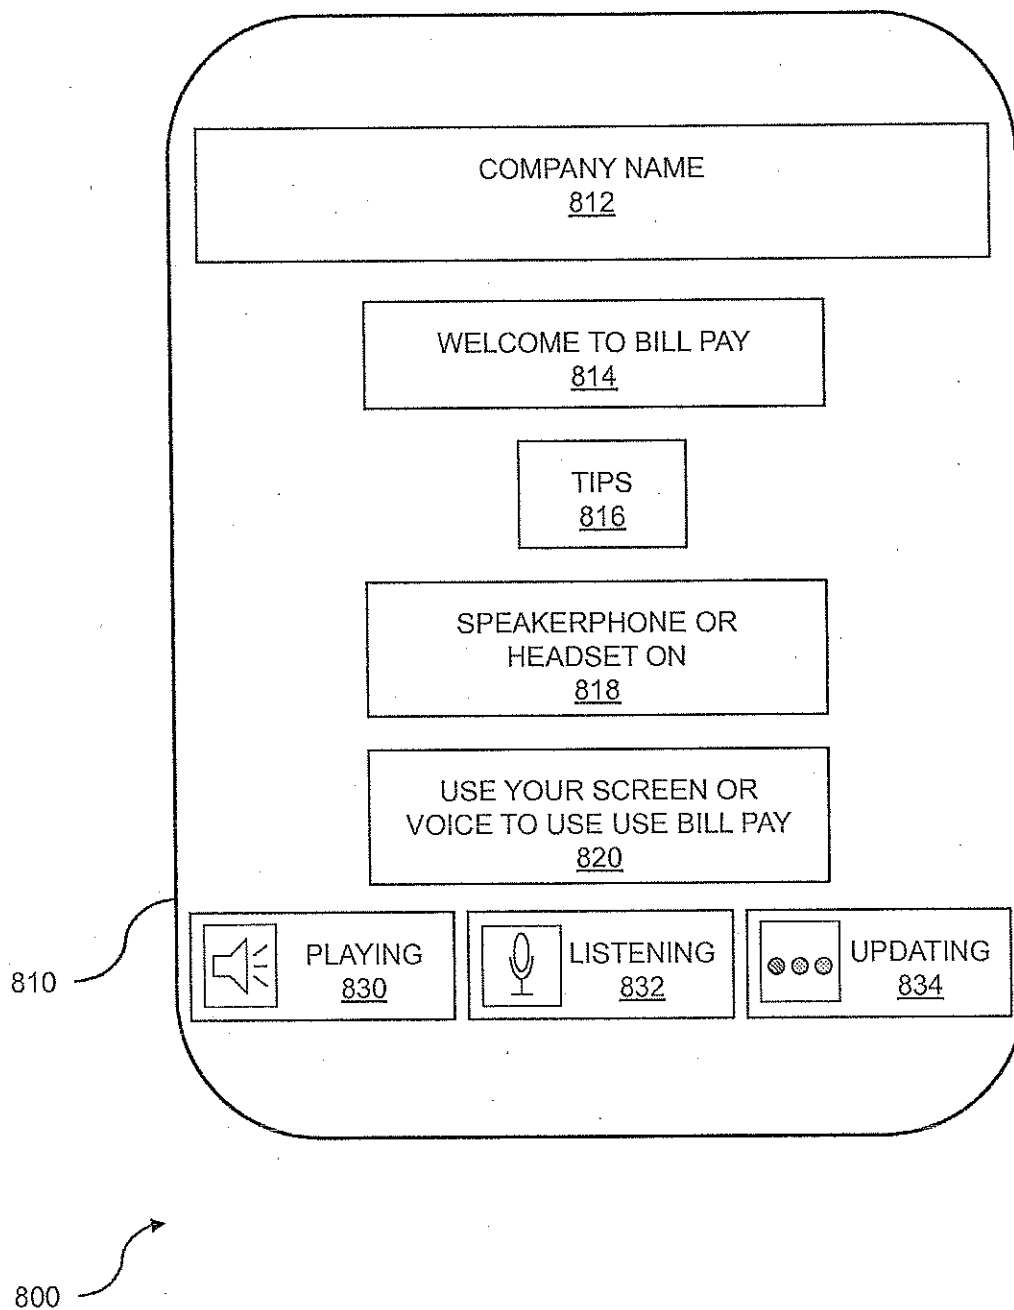 COMPANY NAME
812
WELCOME TO BILL PAY
814
TIPS
816
SPEAKERPHONE OR
HEADSET ON
818
USE YOUR SCREEN OR
VOICE TO USE USE BILL PAY
820
PLAYING
830
LISTENING
832
UPDATING
834
810
800